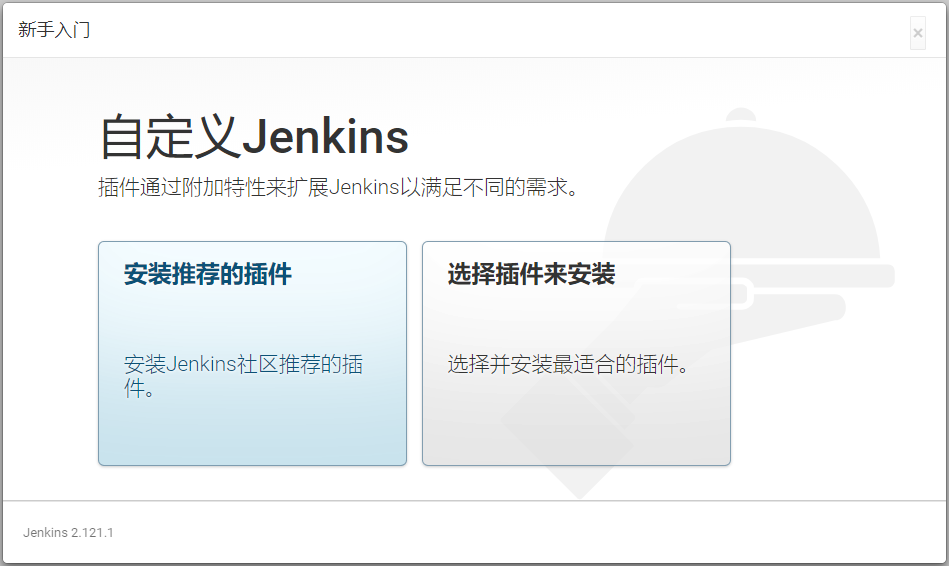 新手入门
×
自定义Jenkins
插件通过附加特性来扩展Jenkins以满足不同的需求。
安装推荐的插件
安装Jenkins社区推荐的插
件。
选择插件来安装
选择并安装最适合的插件。
Jenkins 2.121.1